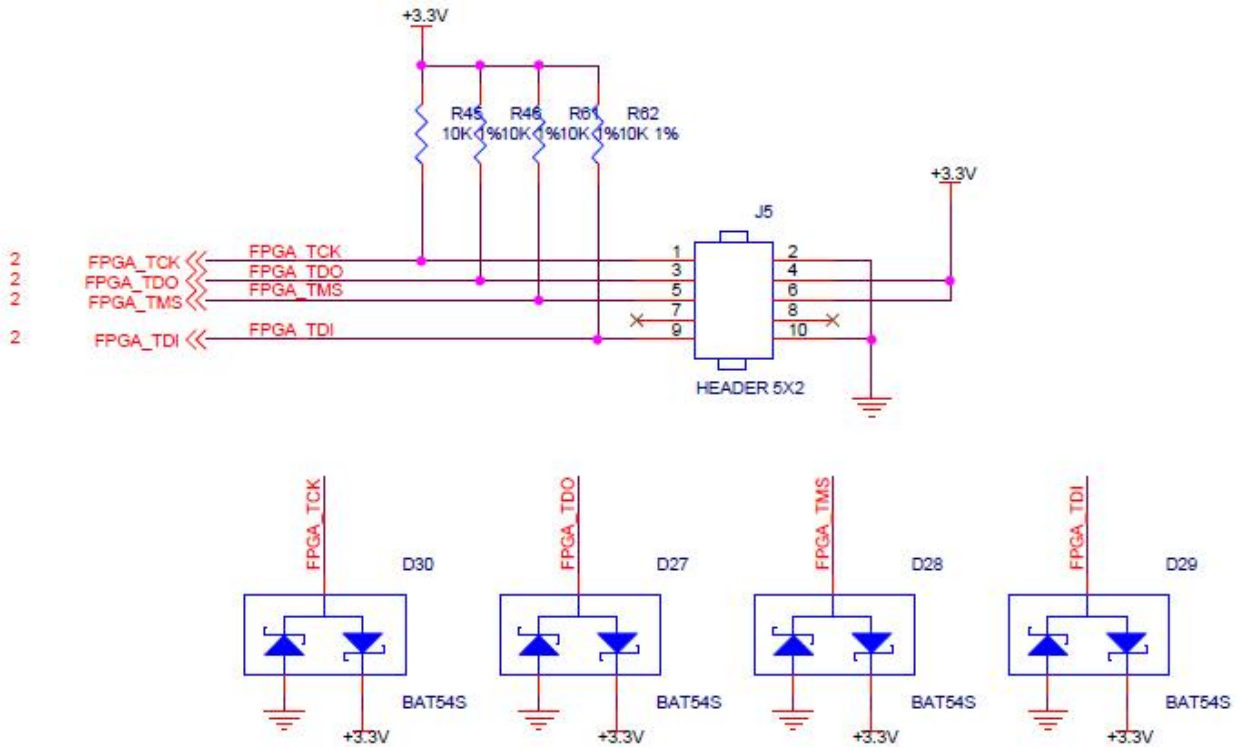 +3.3V
R45 R46 R61 R62
10K 1% 10K 1% 10K 1% 10K 1%
+3.3V
J5
2 FPGA_TCK FPGA_TCK 1 2
2 FPGA_TDO FPGA_TDO 3 4
2 FPGA_TMS FPGA_TMS 5 6
7 8
2 FPGA_TDI FPGA_TDI 9 10
HEADER 5X2
FPGA_TCK FPGA_TDO FPGA_TMS FPGA_TDI
D30 D27 D28 D29
BAT54S BAT54S BAT54S BAT54S
+3.3V +3.3V +3.3V +3.3V